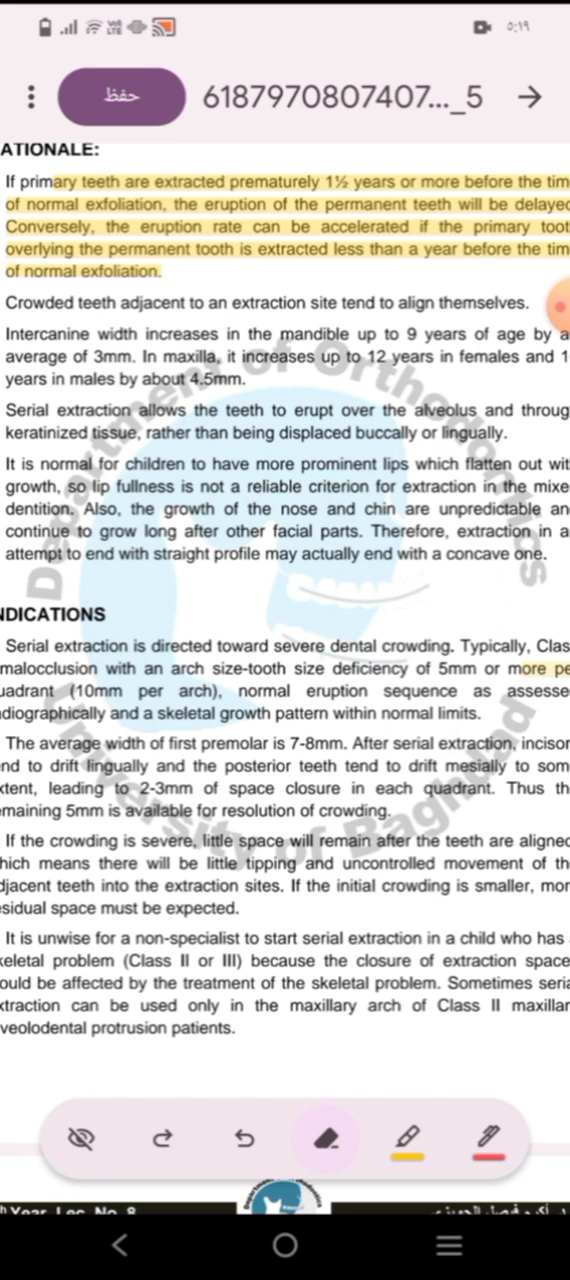 ٥:١٩
حفظ
6187970807407..._5
ATIONALE:
If primary teeth are extracted prematurely 1½ years or more before the tim
of normal exfoliation, the eruption of the permanent teeth will be delayed
Conversely, the eruption rate can be accelerated if the primary toot
overlying the permanent tooth is extracted less than a year before the tim
of normal exfoliation.
Crowded teeth adjacent to an extraction site tend to align themselves.
Intercanine width increases in the mandible up to 9 years of age by a
average of 3mm. In maxilla, it increases up to 12 years in females and 1
years in males by about 4.5mm.
Serial extraction allows the teeth to erupt over the alveolus and throug
keratinized tissue, rather than being displaced buccally or lingually.
It is normal for children to have more prominent lips which flatten out wit
growth, so lip fullness is not a reliable criterion for extraction in the mixe
dentition. Also, the growth of the nose and chin are unpredictable an
continue to grow long after other facial parts. Therefore, extraction in a
attempt to end with straight profile may actually end with a concave one.
NDICATIONS
Serial extraction is directed toward severe dental crowding. Typically, Clas
malocclusion with an arch size-tooth size deficiency of 5mm or more pe
uadrant (10mm per arch), normal eruption sequence as assesse
diographically and a skeletal growth pattern within normal limits.
The average width of first premolar is 7-8mm. After serial extraction, incisor
nd to drift lingually and the posterior teeth tend to drift mesially to som
xtent, leading to 2-3mm of space closure in each quadrant. Thus th
emaining 5mm is available for resolution of crowding.
If the crowding is severe, little space will remain after the teeth are aligned
hich means there will be little tipping and uncontrolled movement of th
djacent teeth into the extraction sites. If the initial crowding is smaller, mor
esidual space must be expected.
It is unwise for a non-specialist to start serial extraction in a child who has
keletal problem (Class II or III) because the closure of extraction space
ould be affected by the treatment of the skeletal problem. Sometimes seria
xtraction can be used only in the maxillary arch of Class II maxillar
veolodental protrusion patients.
Department of Orthodontics
University of Baghdad
h Year, Lec. No. 8